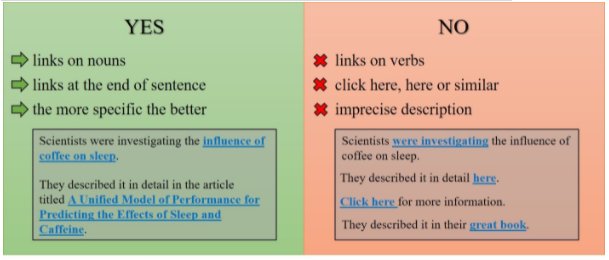 YES
links on nouns
links at the end of sentence
the more specific the better
Scientists were investigating the influence of
coffee on sleep.
They described it in detail in the article
titled A Unified Model of Performance for
Predicting the Effects of Sleep and
Caffeine.
NO
links on verbs
click here, here or similar
imprecise description
Scientists were investigating the influence of
coffee on sleep.
They described it in detail here.
Click here for more information.
They described it in their great book.